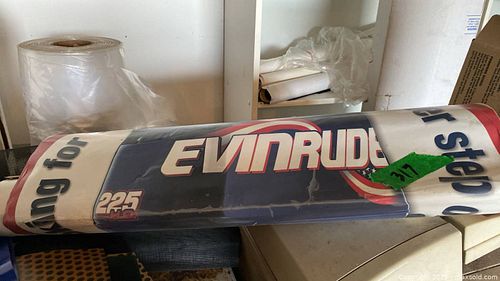 ing for
EVINRUDE
225
317
r step